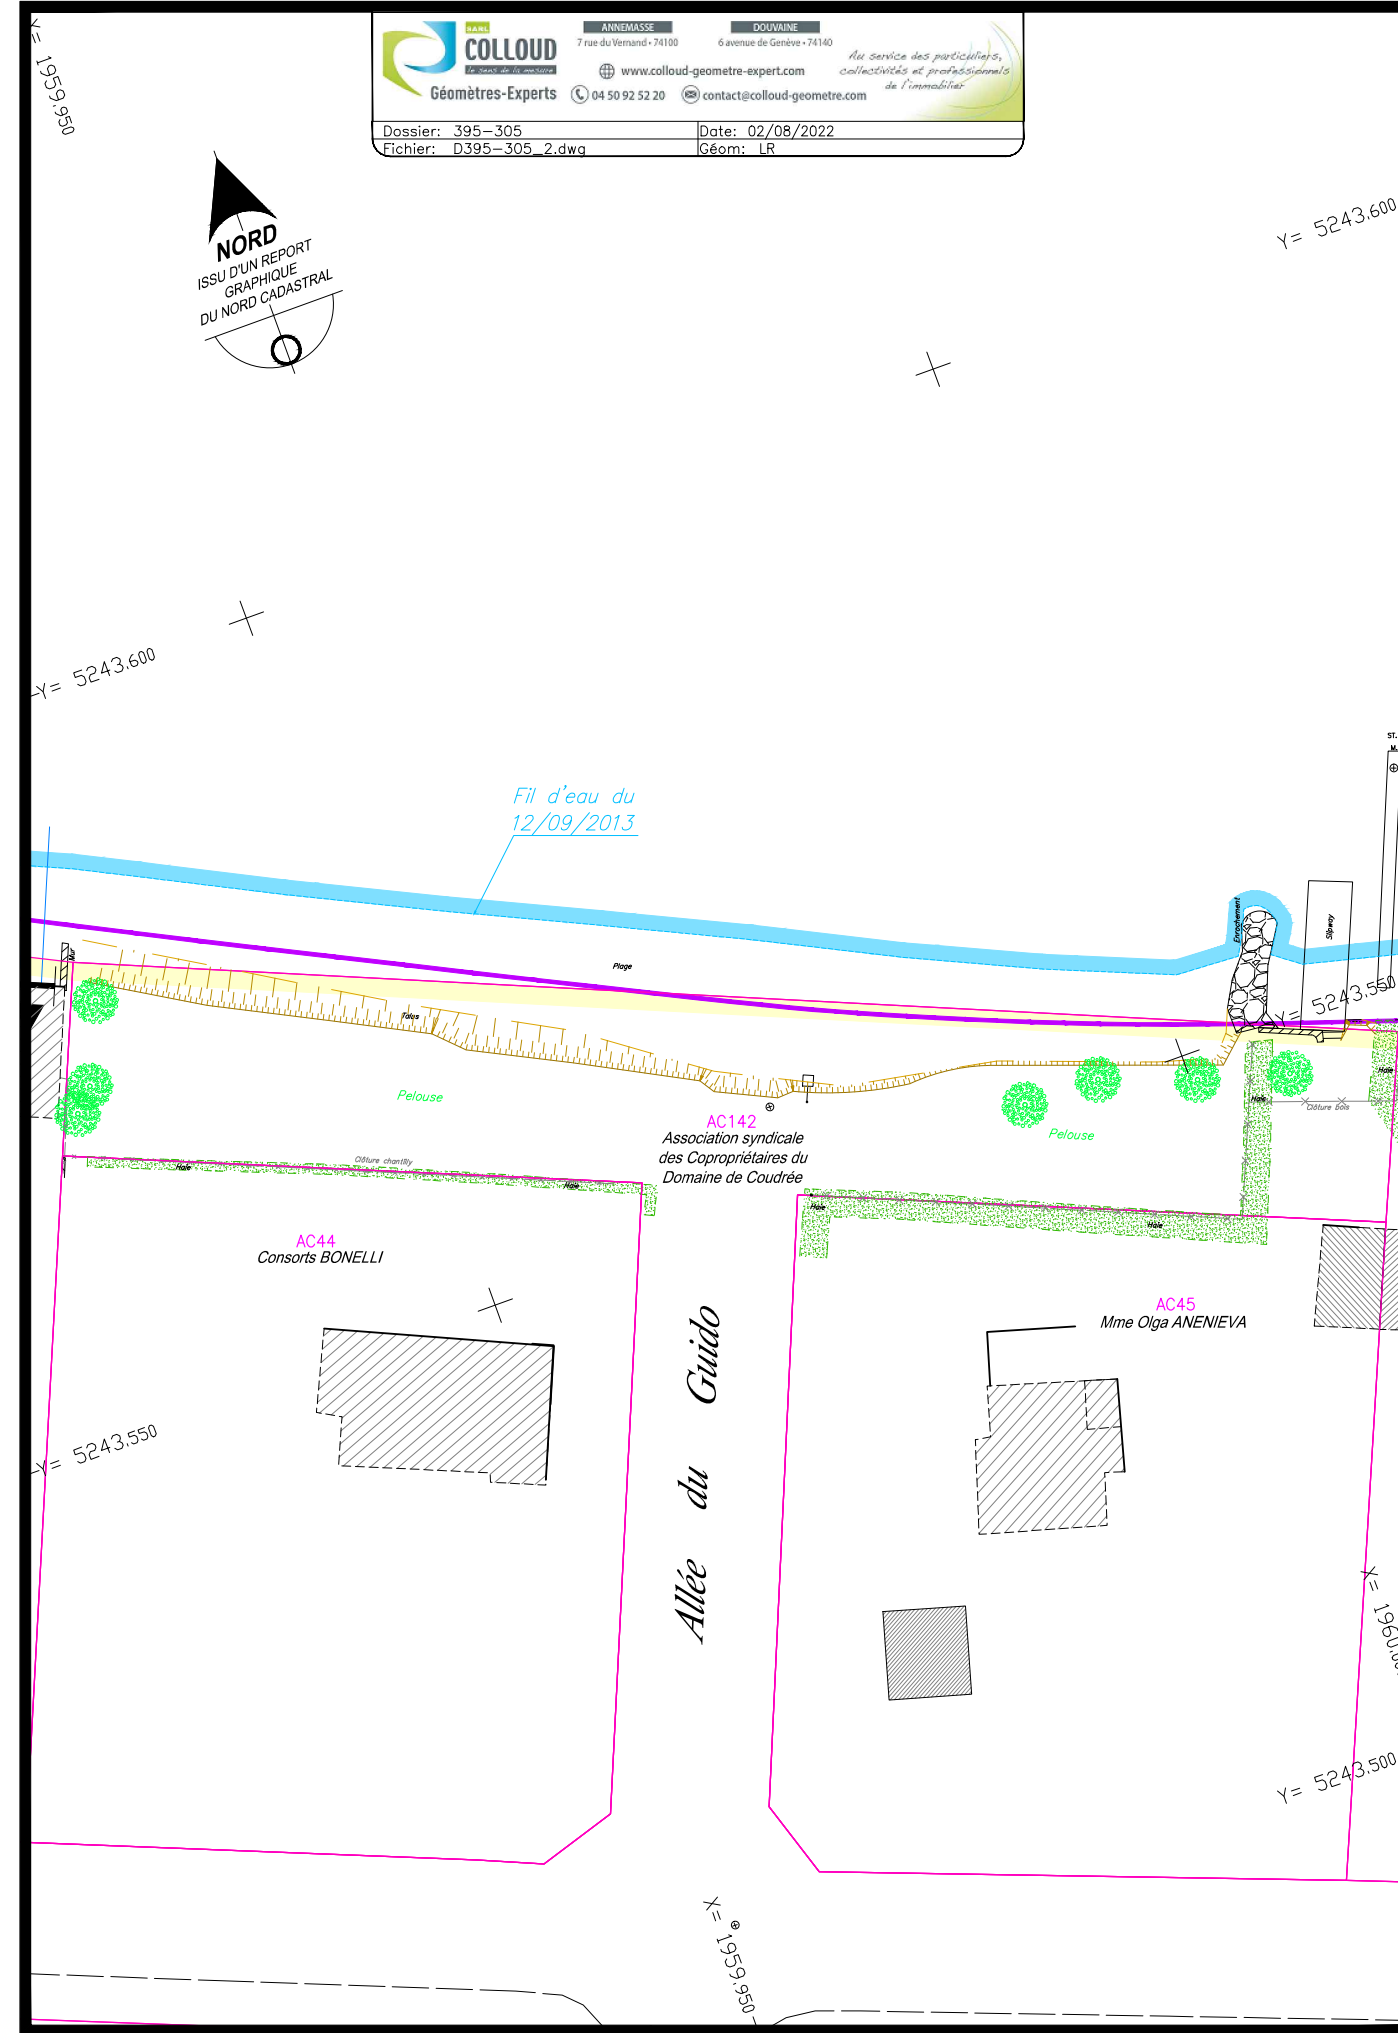 SARL
COLLOUD
le sens de la mesure
Géomètres-Experts
ANNEMASSE
7 rue du Vernand • 74100
DOUVAINE
6 avenue de Genève • 74140
www.colloud-geometre-expert.com
04 50 92 52 20
contact@colloud-geometre.com
Au service des particuliers,
collectivités et professionnels
de l'immobilier
Dossier: 395-305
Date: 02/08/2022
Fichier: D395-305_2.dwg
Géom: LR
X= 1959.950
NORD
ISSU D'UN REPORT
GRAPHIQUE
DU NORD CADASTRAL
Y= 5243.600
Y= 5243.600
ST.
M.
Fil d'eau du
12/09/2013
Enrochement
Slipway
Mur
Plage
Y= 5243.550
Talus
Pelouse
Haie
Haie
Clôture bois
AC142
Association syndicale
des Copropriétaires du
Domaine de Coudrée
Pelouse
Clôture chantilly
Haie
Haie
Haie
Haie
AC44
Consorts BONELLI
AC45
Mme Olga ANENIEVA
Allée du Guido
Y= 5243.550
X= 1960.00
Y= 5243.500
X= 1959.950